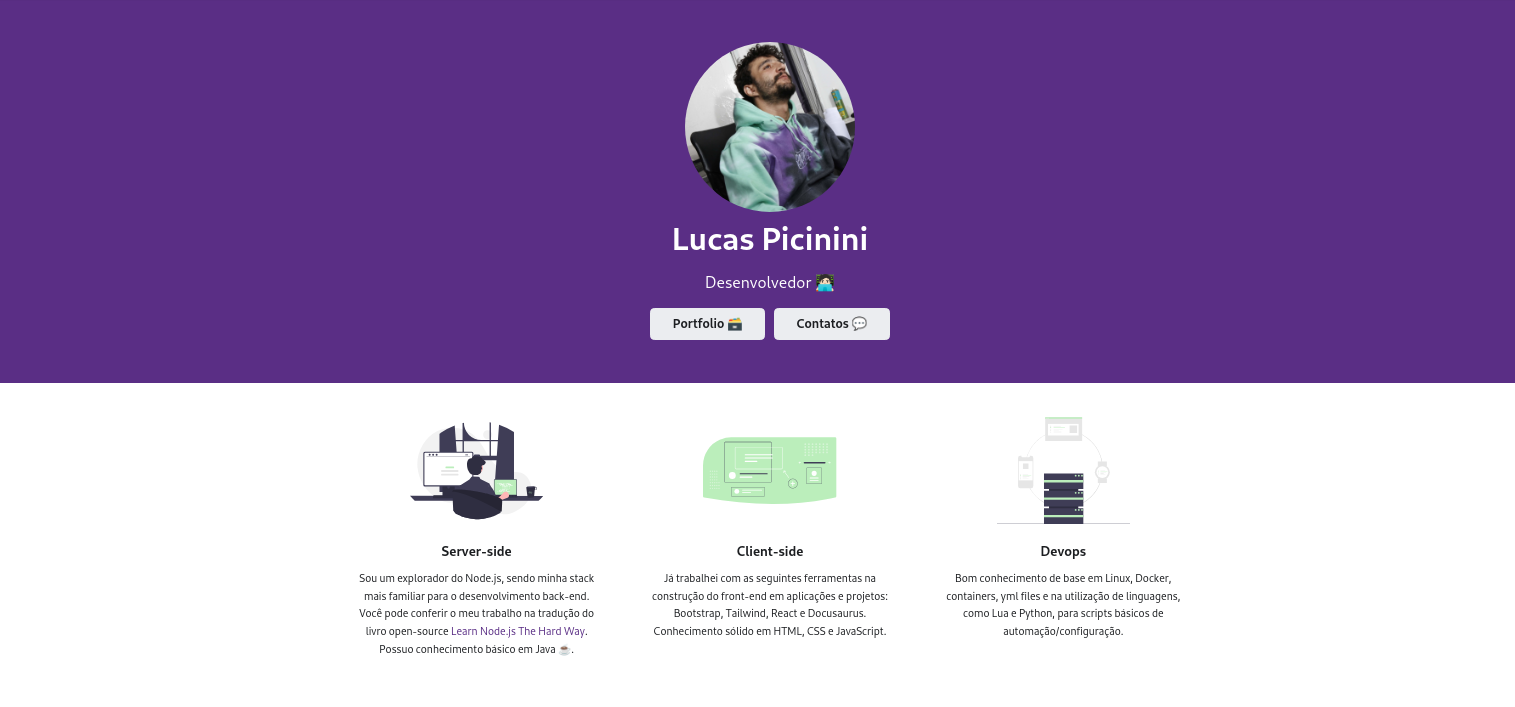 Lucas Picinini
Desenvolvedor 🧑🏻‍💻
Portfolio 🗃️
Contatos 💬
Server-side
Sou um explorador do Node.js, sendo minha stack
mais familiar para o desenvolvimento back-end.
Você pode conferir o meu trabalho na tradução do
livro open-source Learn Node.js The Hard Way.
Possuo conhecimento básico em Java ☕.
Client-side
Já trabalhei com as seguintes ferramentas na
construção do front-end em aplicações e projetos:
Bootstrap, Tailwind, React e Docusaurus.
Conhecimento sólido em HTML, CSS e JavaScript.
Devops
Bom conhecimento de base em Linux, Docker,
containers, yml files e na utilização de linguagens,
como Lua e Python, para scripts básicos de
automação/configuração.